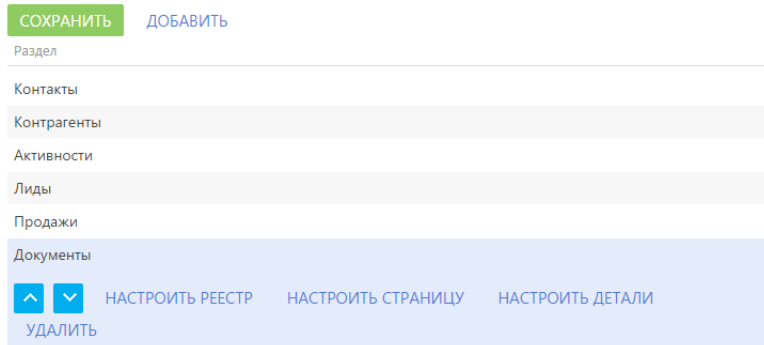 СОХРАНИТЬ ДОБАВИТЬ
Раздел
Контакты
Контрагенты
Активности
Лиды
Продажи
Документы
НАСТРОИТЬ РЕЕСТР НАСТРОИТЬ СТРАНИЦУ НАСТРОИТЬ ДЕТАЛИ
УДАЛИТЬ